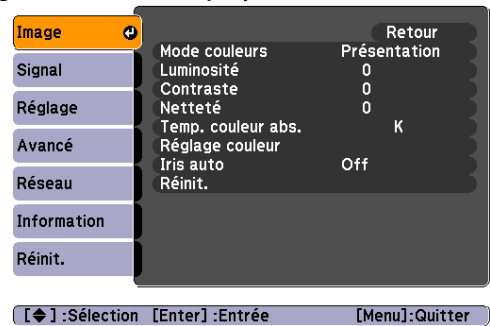 Image
Signal
Réglage
Avancé
Réseau
Information
Réinit.
Retour
Mode couleurs Présentation
Luminosité 0
Contraste 0
Netteté 0
Temp. couleur abs. K
Réglage couleur
Iris auto Off
Réinit.
[ ] :Sélection [Enter] :Entrée [Menu]:Quitter